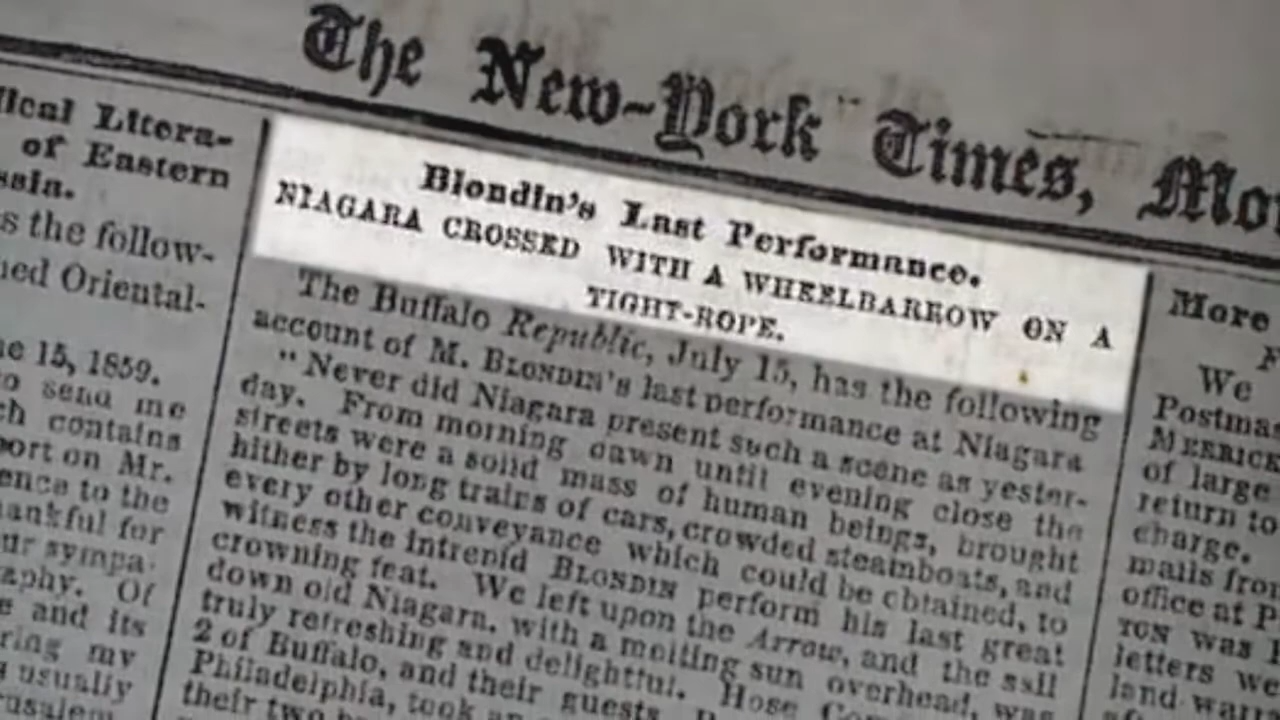 The New-York Times, Mo
lical Litera-
of Eastern
ssia.
s the follow-
ned Oriental-
e 15, 1859.
o send me
ch contains
port on Mr.
ence to the
ankful for
ur sympa-
aphy. Of
e and its
ring my
s usually
rusalem
Blondin's Last Performance.
NIAGARA CROSSED WITH A WHEELBARROW ON A
TIGHT-ROPE.
The Buffalo Republic, July 15, has the following
account of M. BLONDIN'S last performance at Niagara
" Never did Niagara present such a scene as yester-
day. From morning dawn until evening close the
streets were a solid mass of human beings, brought
hither by long trains of cars, crowded steamboats, and
every other conveyance which could be obtained, to
witness the intrepid BLONDIN perform his last great
crowning feat. We left upon the Arrow, and the sail
down old Niagara, with a melting sun overhead, was
truly refreshing and delightful. Hose Com
2 of Buffalo, and their guests
Philadelphia, took
their two
More
F
We
Postmas
MERRICK
of large
return to
charge.
mails from
office at P
TON was
letters we
land warr